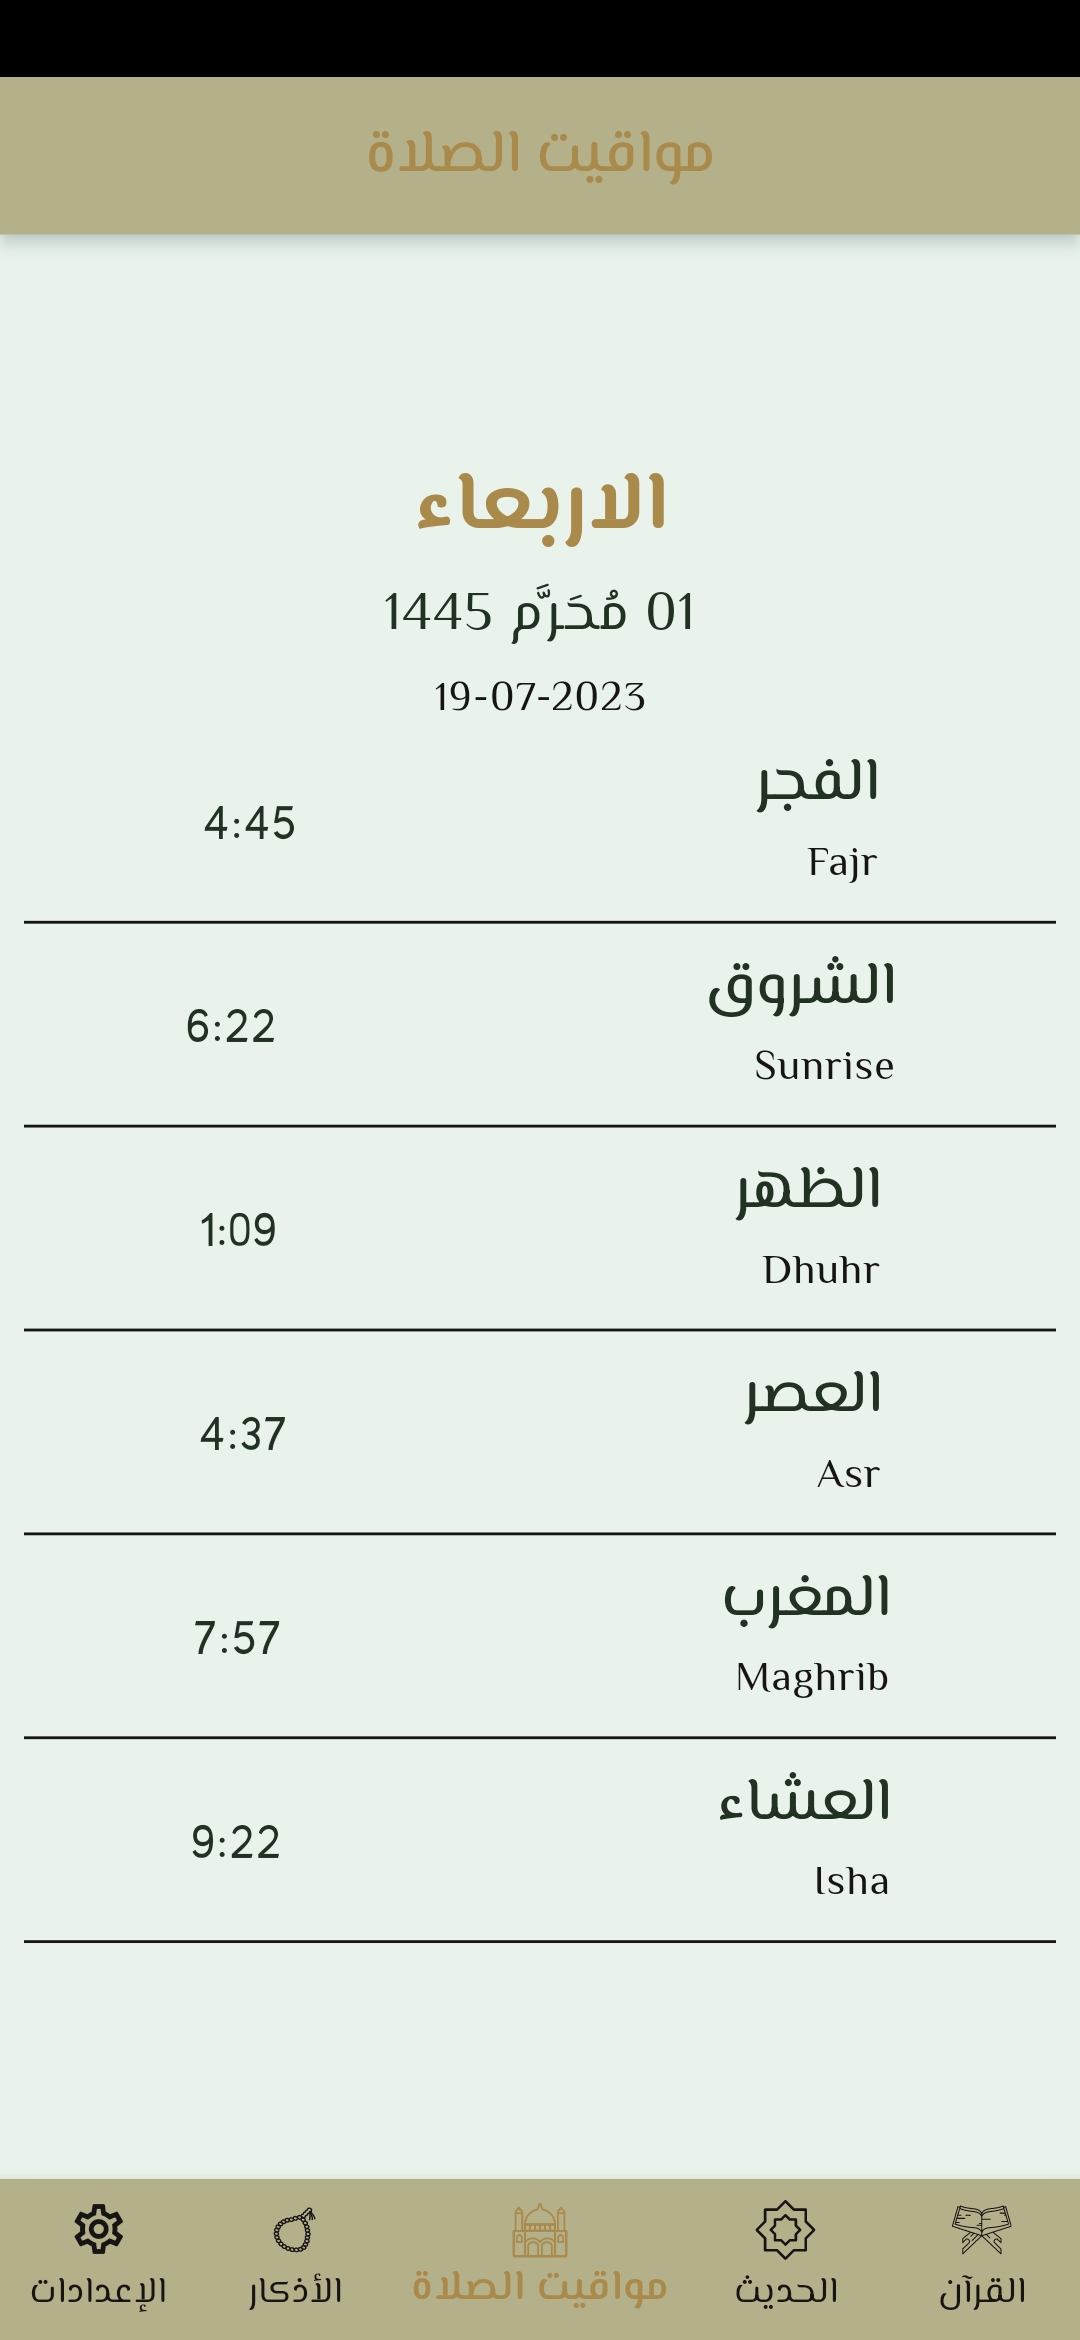 مواقيت الصلاة
الاربعاء
01 مُحَرَّم 1445
19-07-2023
الفجر
Fajr
4:45
الشروق
Sunrise
6:22
الظهر
Dhuhr
1:09
العصر
Asr
4:37
المغرب
Maghrib
7:57
العشاء
Isha
9:22
القرآن
الحديث
مواقيت الصلاة
الأذكار
الإعدادات